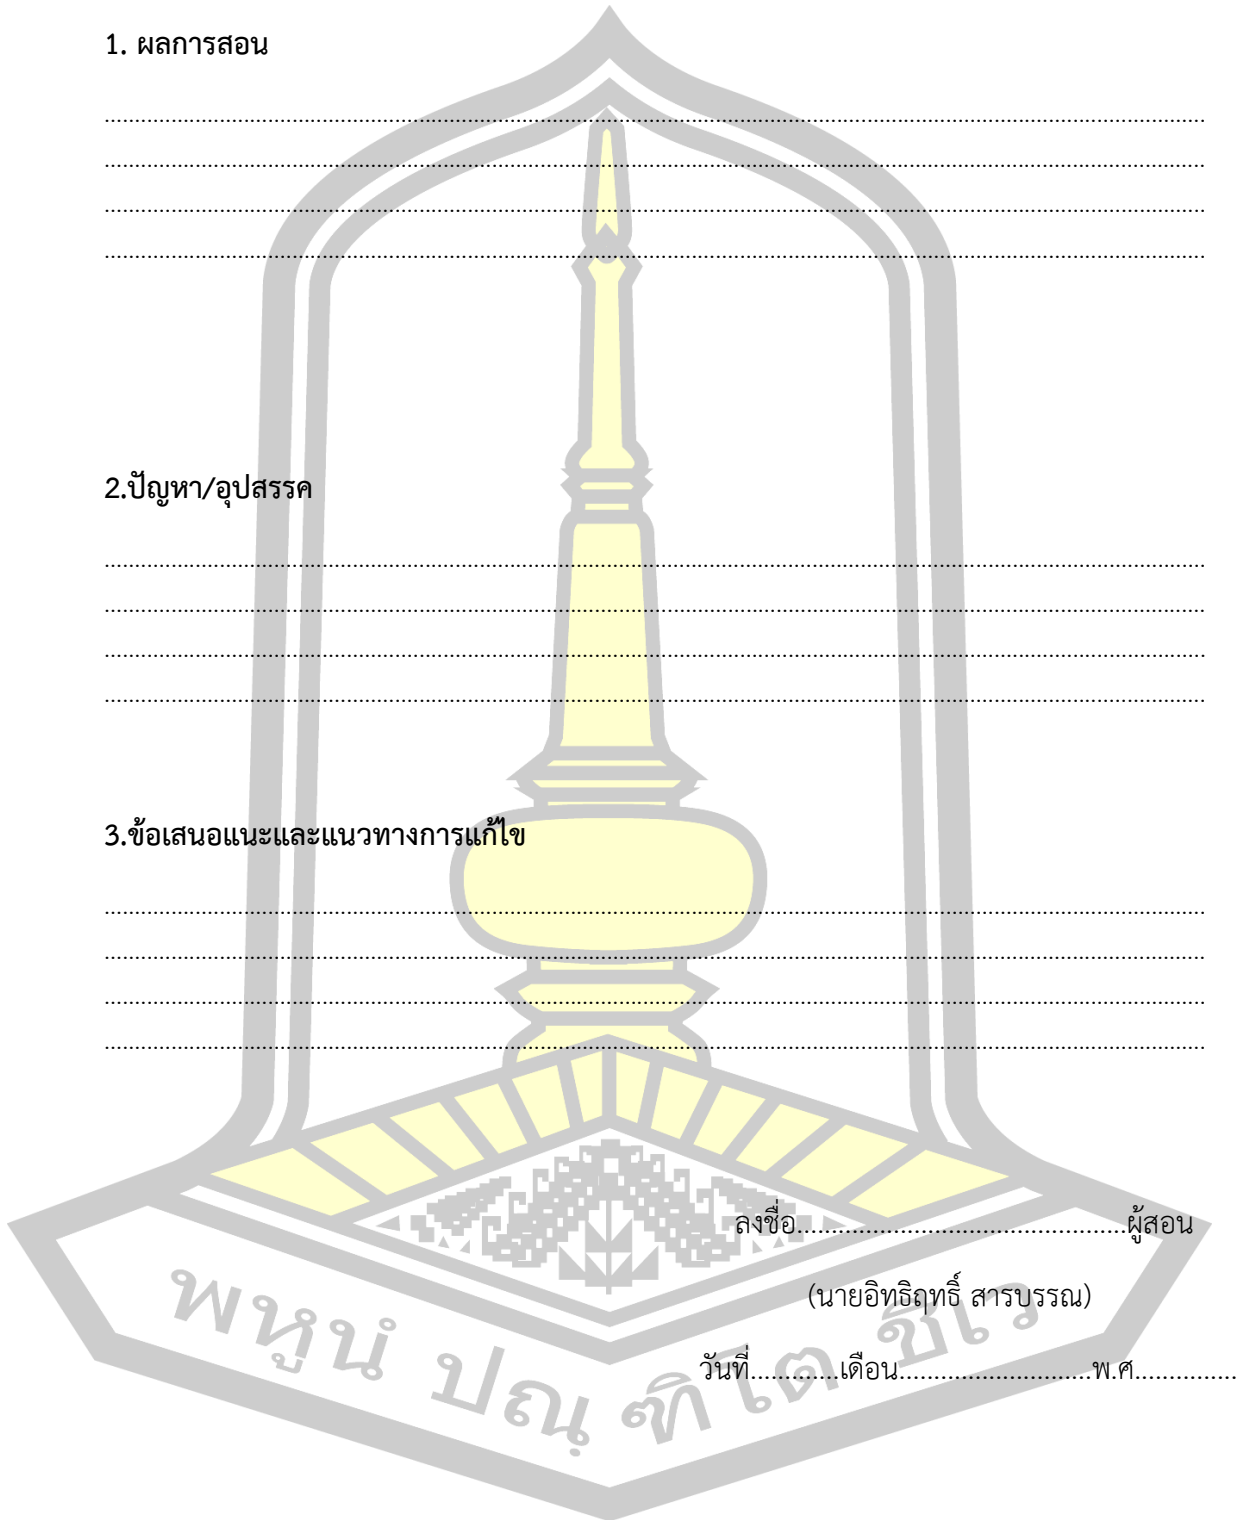 1. ผลการสอน
................................................................................
................................................................................
................................................................................
................................................................................
2.ปัญหา/อุปสรรค
................................................................................
................................................................................
................................................................................
................................................................................
3.ข้อเสนอแนะและแนวทางการแก้ไข
................................................................................
................................................................................
................................................................................
................................................................................
ลงชื่อ................................................ผู้สอน
(นายอิทธิฤทธิ์ สารบรรณ)
วันที่.............เดือน............................พ.ศ...............
พหูนํ ปณฺฑิโต ชีเว